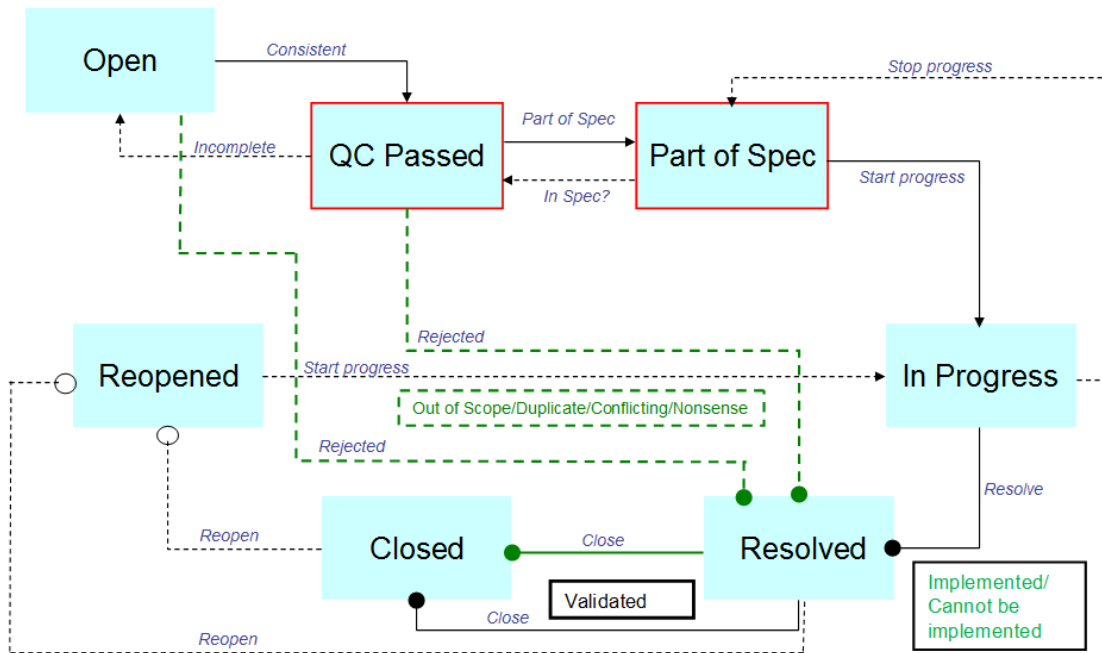 Open
Consistent
Stop progress
Incomplete
QC Passed
Part of Spec
In Spec?
Part of Spec
Start progress
Rejected
Reopened
Start progress
In Progress
Out of Scope/Duplicate/Conflicting/Nonsense
Rejected
Resolve
Reopen
Closed
Close
Resolved
Validated
Close
Reopen
Implemented/
Cannot be
implemented